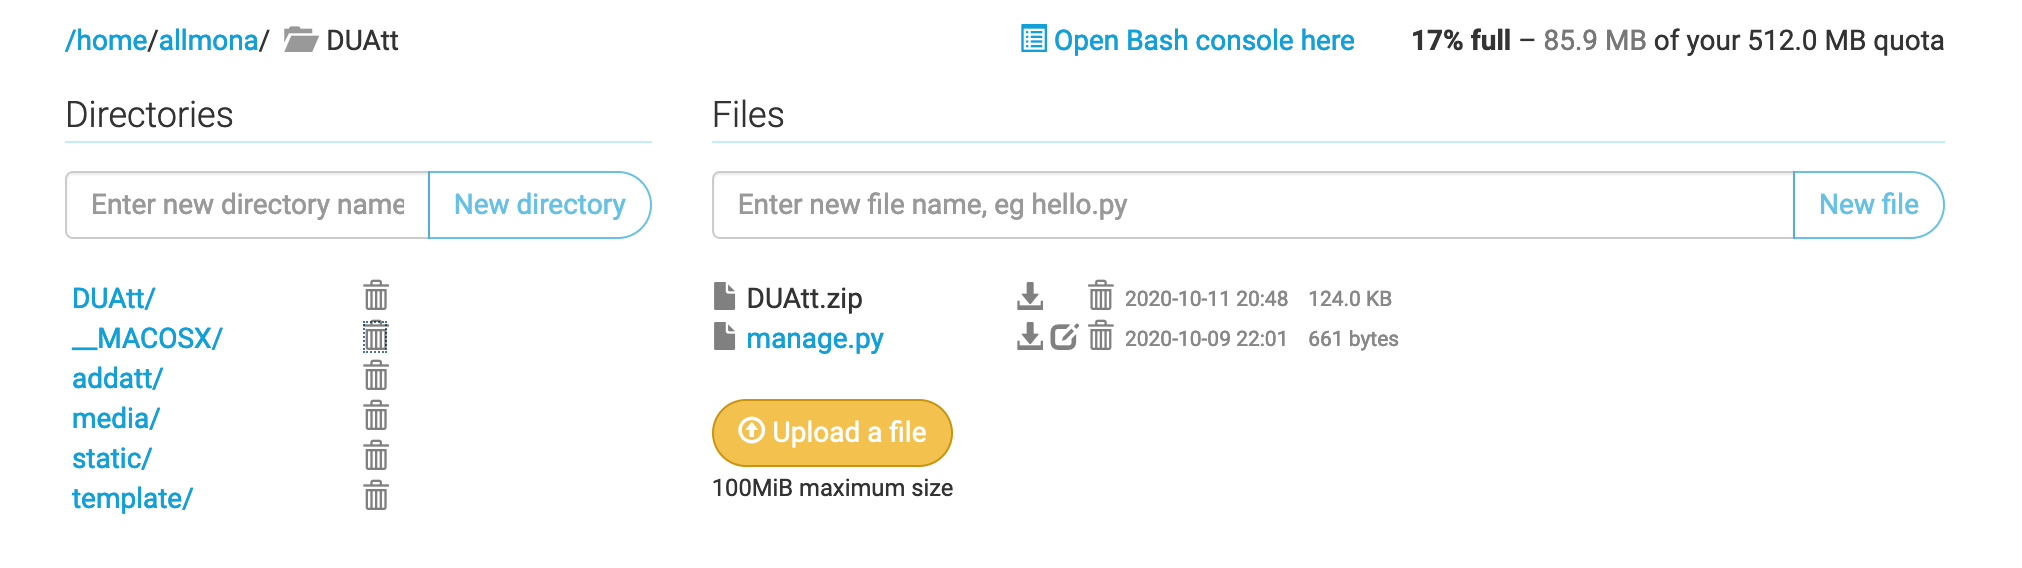 /home/allmona/ DUAtt
Open Bash console here
17% full – 85.9 MB of your 512.0 MB quota
Directories
Enter new directory name
New directory
DUAtt/
__MACOSX/
addatt/
media/
static/
template/
Files
Enter new file name, eg hello.py
New file
DUAtt.zip 2020-10-11 20:48 124.0 KB
manage.py 2020-10-09 22:01 661 bytes
Upload a file
100MiB maximum size